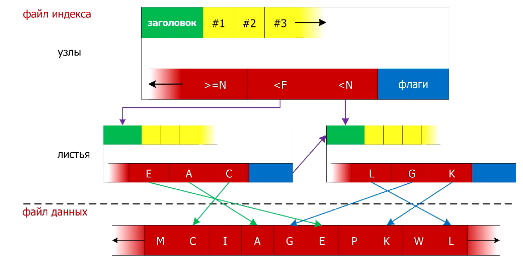 файл индекса
узлы
заголовок #1 #2 #3
>=N <F <N флаги
листья
E A C
L G K
файл данных
M C I A G E P K W L